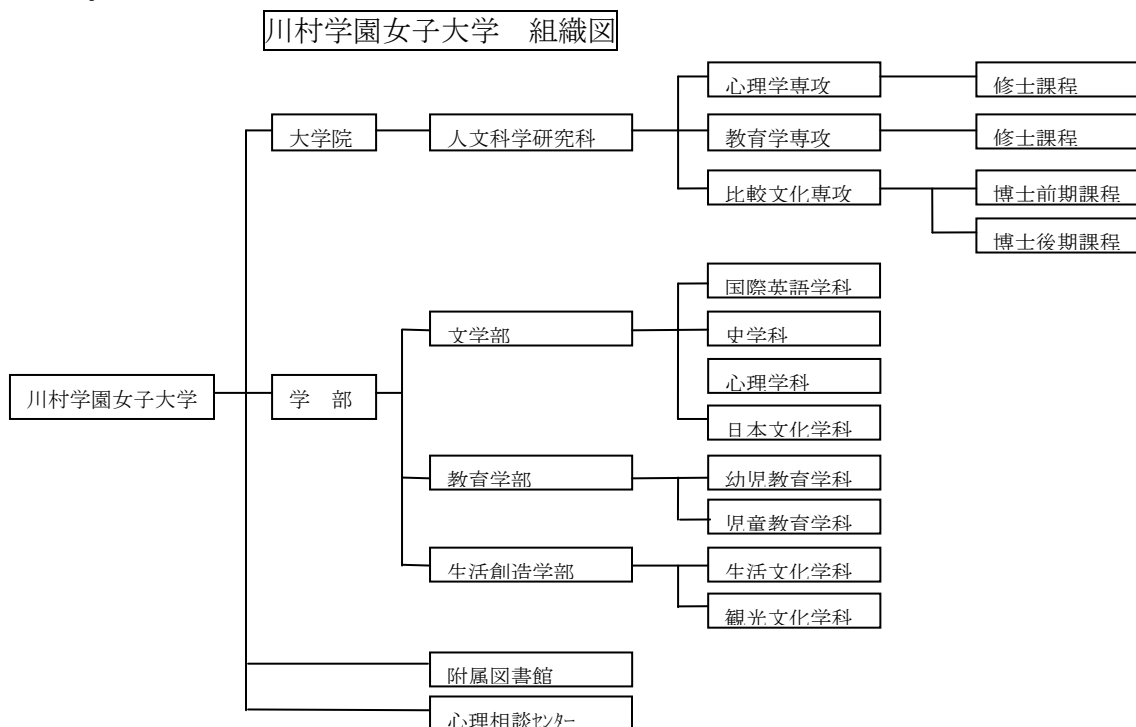 川村学園女子大学　組織図
心理学専攻
修士課程
大学院
人文科学研究科
教育学専攻
修士課程
比較文化専攻
博士前期課程
博士後期課程
国際英語学科
文学部
史学科
川村学園女子大学
学　部
心理学科
日本文化学科
教育学部
幼児教育学科
児童教育学科
生活創造学部
生活文化学科
観光文化学科
附属図書館
心理相談ｾﾝﾀｰ